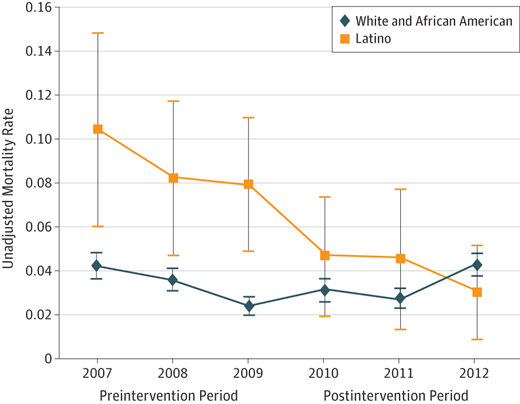 0.16
White and African American
Latino
0.14
0.12
0.10
0.08
0.06
0.04
0.02
0
Unadjusted Mortality Rate
2007 2008 2009 2010 2011 2012
Preintervention Period Postintervention Period